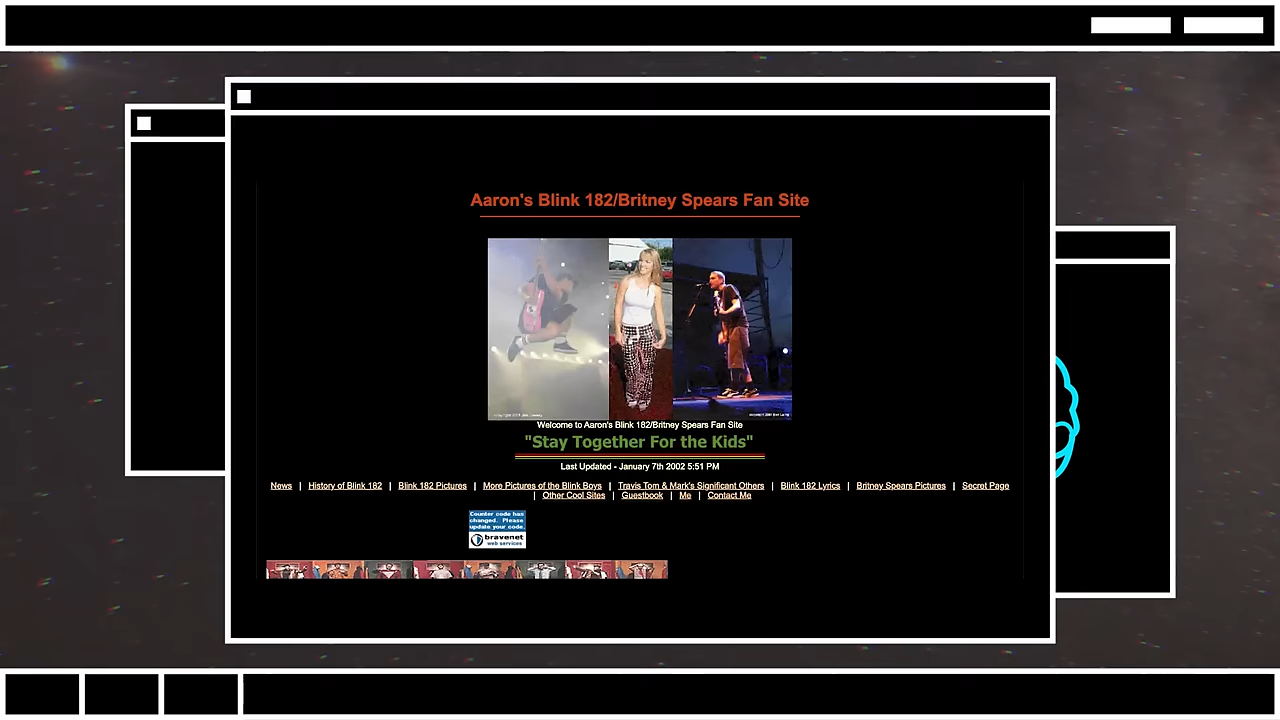 Aaron's Blink 182/Britney Spears Fan Site
Welcome to Aaron's Blink 182/Britney Spears Fan Site
"Stay Together For the Kids"
Last Updated - January 7th 2002 5:51 PM
News | History of Blink 182 | Blink 182 Pictures | More Pictures of the Blink Boys | Travis Tom & Mark's Significant Others | Blink 182 Lyrics | Britney Spears Pictures | Secret Page
| Other Cool Sites | Guestbook | Me | Contact Me
Counter code has
changed. Please
update your code.
bravenet
web services